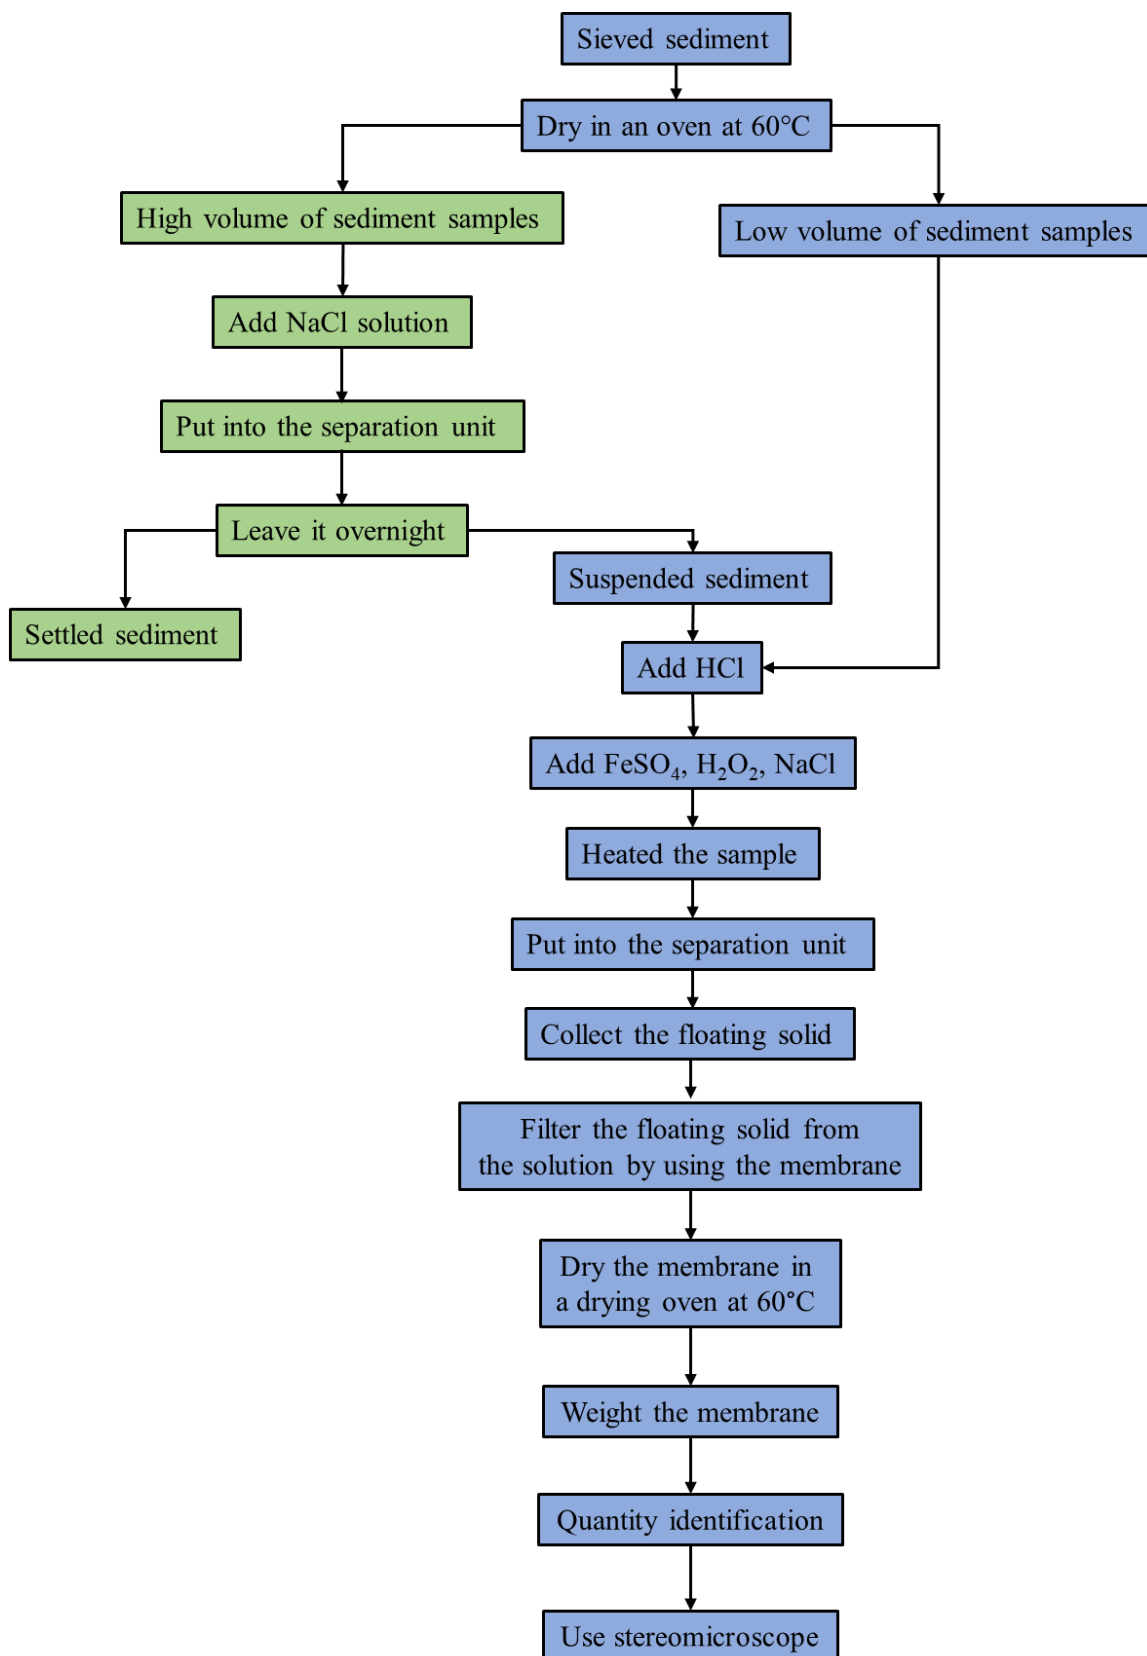 Sieved sediment
Dry in an oven at 60°C
High volume of sediment samples
Low volume of sediment samples
Add NaCl solution
Put into the separation unit
Leave it overnight
Suspended sediment
Settled sediment
Add HCl
Add FeSO₄, H₂O₂, NaCl
Heated the sample
Put into the separation unit
Collect the floating solid
Filter the floating solid from
the solution by using the membrane
Dry the membrane in
a drying oven at 60°C
Weight the membrane
Quantity identification
Use stereomicroscope